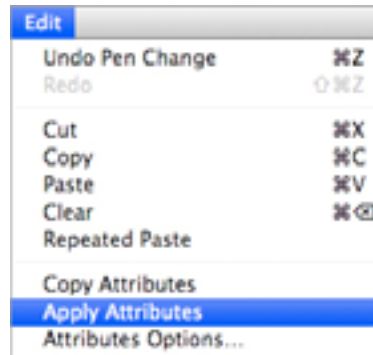 Edit
Undo Pen Change ⌘Z
Redo ⇧⌘Z
Cut ⌘X
Copy ⌘C
Paste ⌘V
Clear ⌘⌫
Repeated Paste
Copy Attributes
Apply Attributes
Attributes Options...